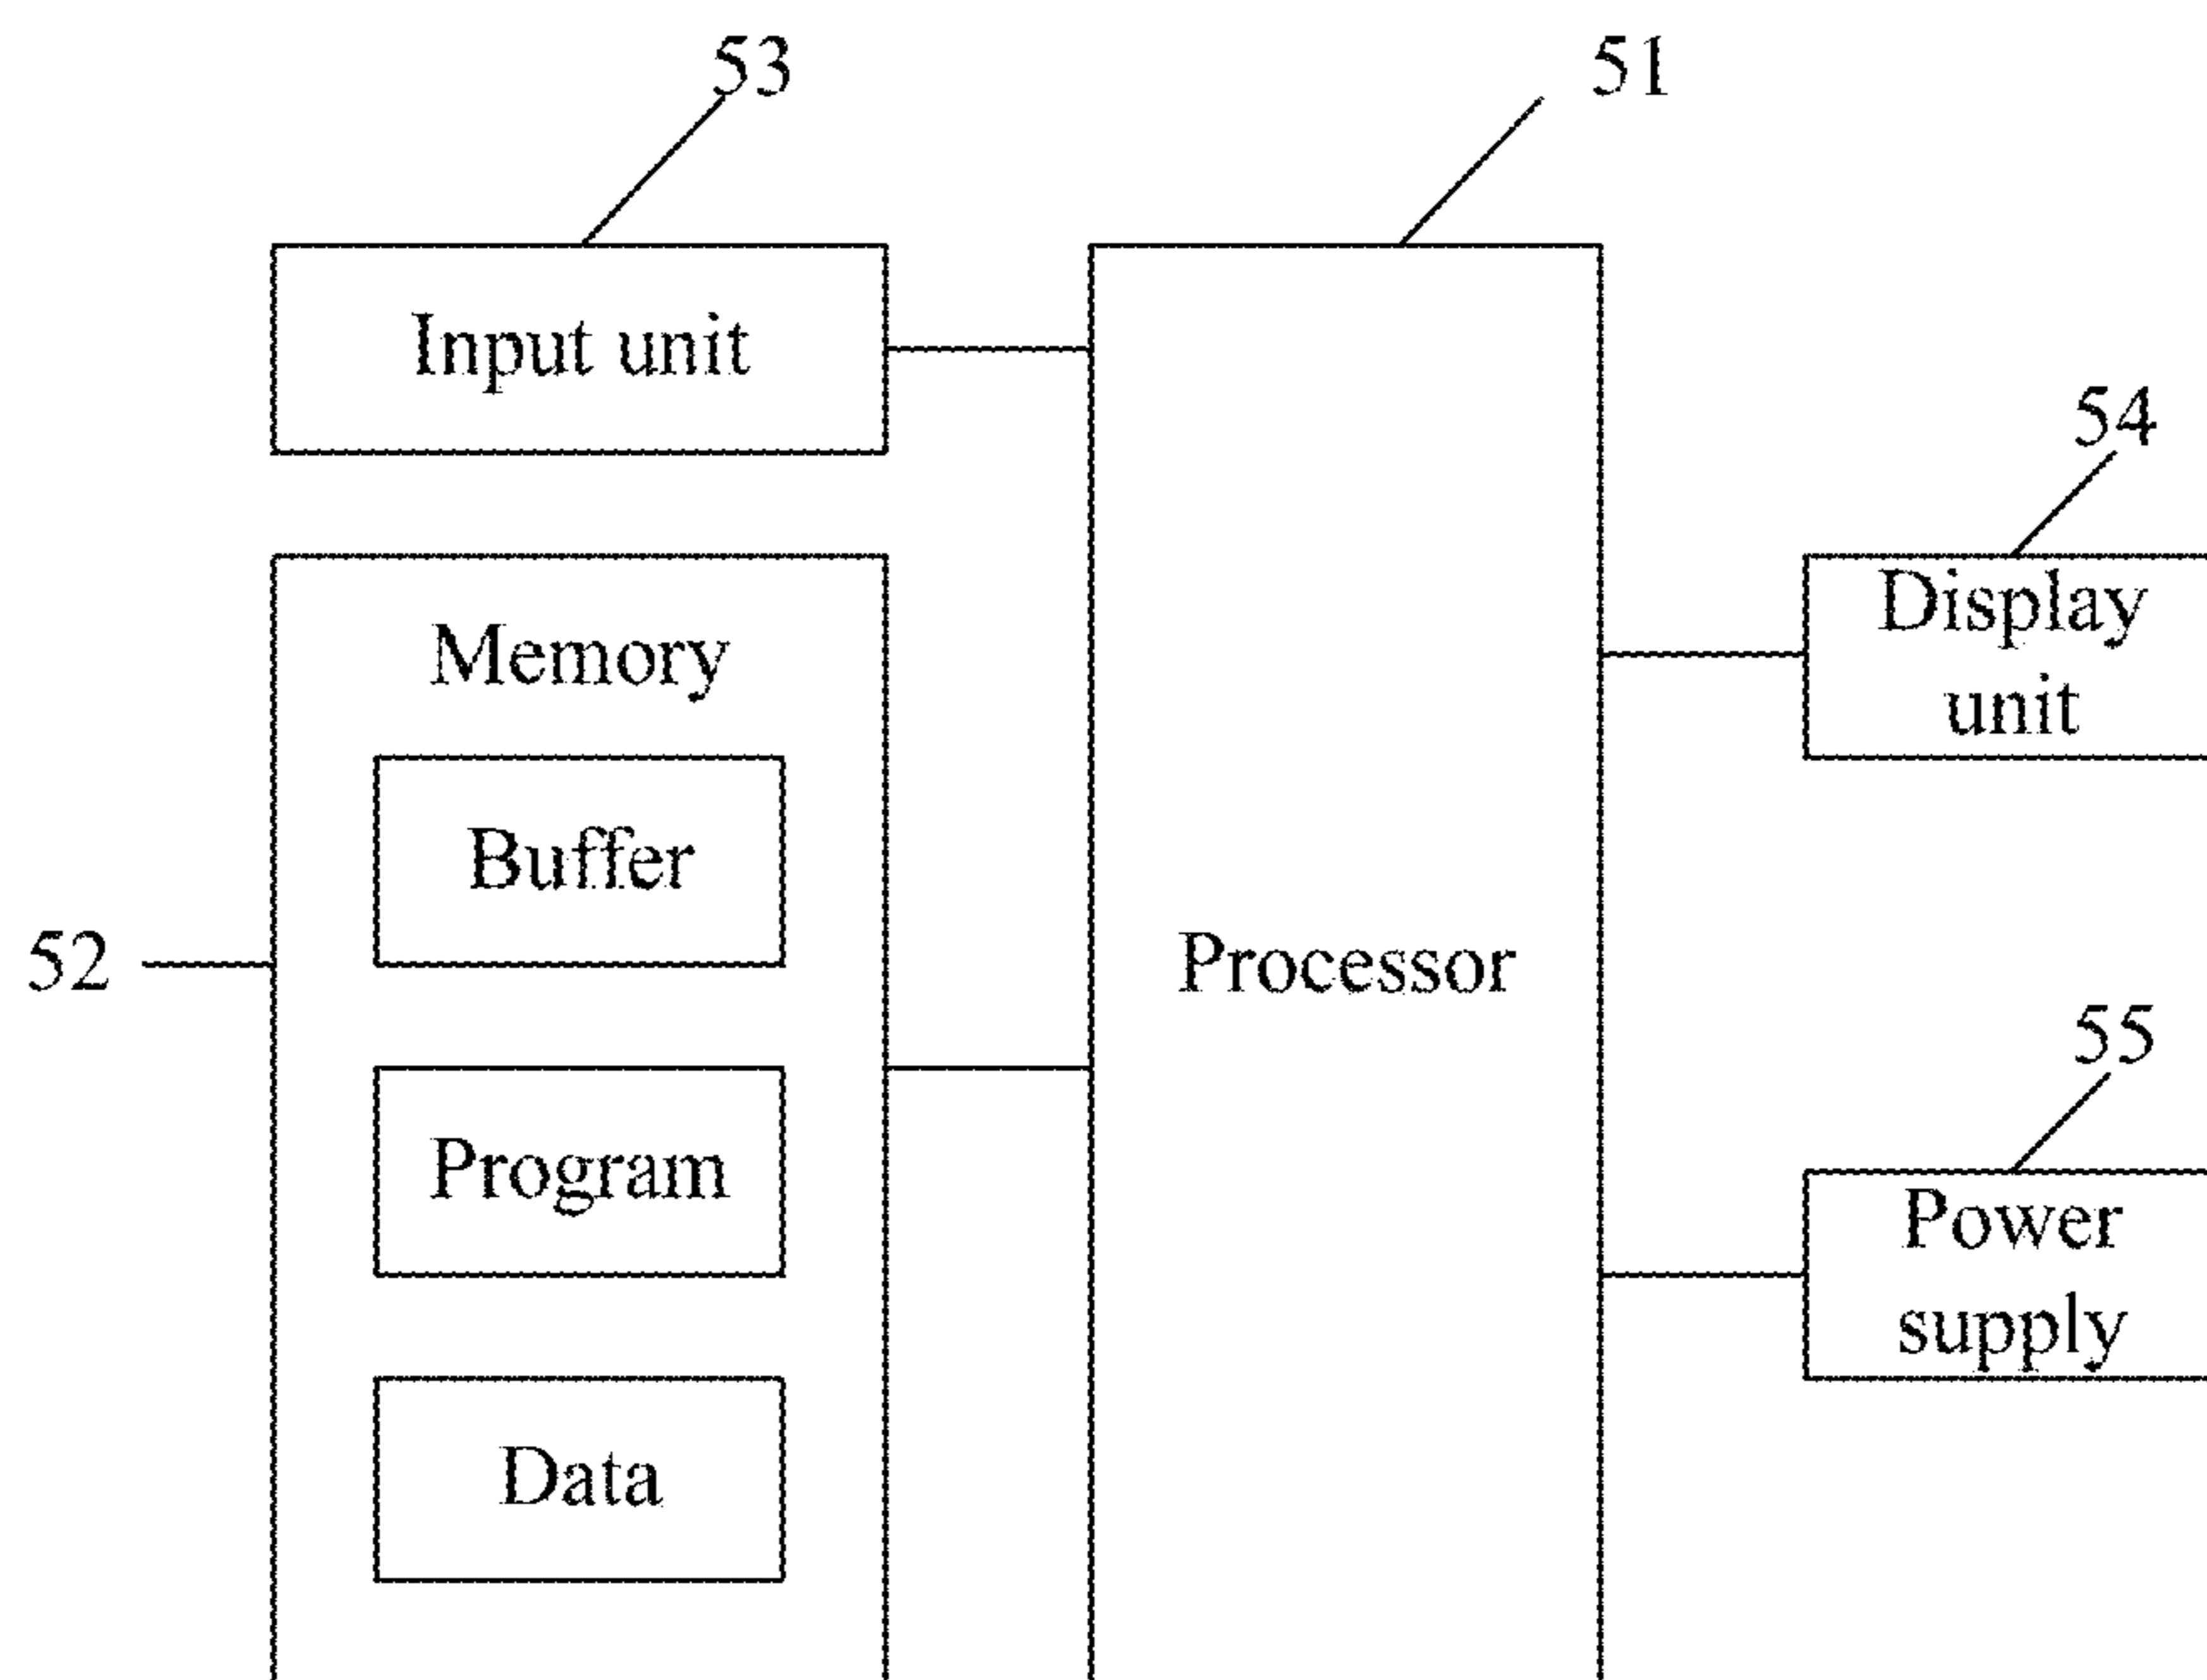 53
51
Input unit
54
Display
unit
Memory
Buffer
52
Processor
55
Program
Power
supply
Data